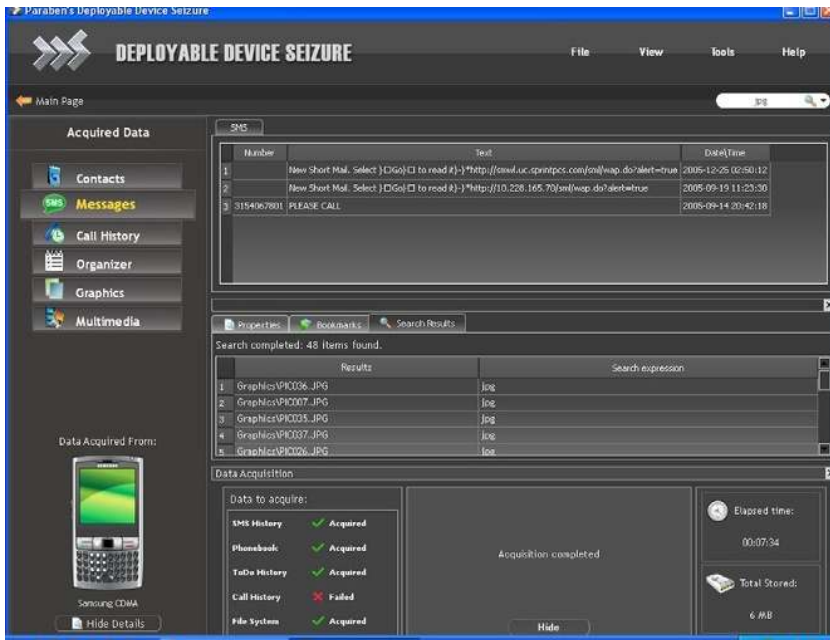 Paraben's Deployable Device Seizure
DEPLOYABLE DEVICE SEIZURE
File View Tools Help
Main Page
jpg
Acquired Data
Contacts
SMS Messages
Call History
Organizer
Graphics
Multimedia
SMS
Number Text Date\Time
1 New Short Mail. Select }□Go}□ to read it}-}*http://smwl.uc.sprintpcs.com/sml/wap.do?alert=true 2005-12-25 02:50:12
2 New Short Mail. Select }□Go}□ to read it}-}*http://10.228.165.70/sml/wap.do?alert=true 2005-09-19 11:23:30
3 3154067801 PLEASE CALL 2005-09-14 20:42:18
Properties Bookmarks Search Results
Search completed: 48 items found.
Results Search expression
1 Graphics\PIC036.JPG jpg
2 Graphics\PIC007.JPG jpg
3 Graphics\PIC035.JPG jpg
4 Graphics\PIC037.JPG jpg
5 Graphics\PIC026.JPG jpg
Data Acquired From:
SAMSUNG
Samsung CDMA
Hide Details
Data Acquisition
Data to acquire:
SMS History Acquired
Phonebook Acquired
ToDo History Acquired
Call History Failed
File System Acquired
Acquisition completed
Hide
Elapsed time:
00:07:34
Total Stored:
6 MB